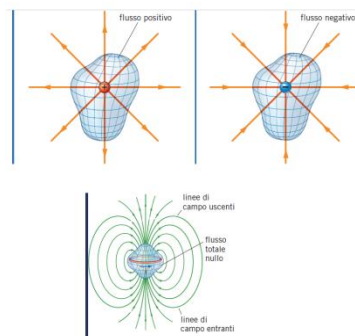 flusso positivo
flusso negativo
linee di
campo uscenti
flusso
totale
nullo
linee di
campo entranti